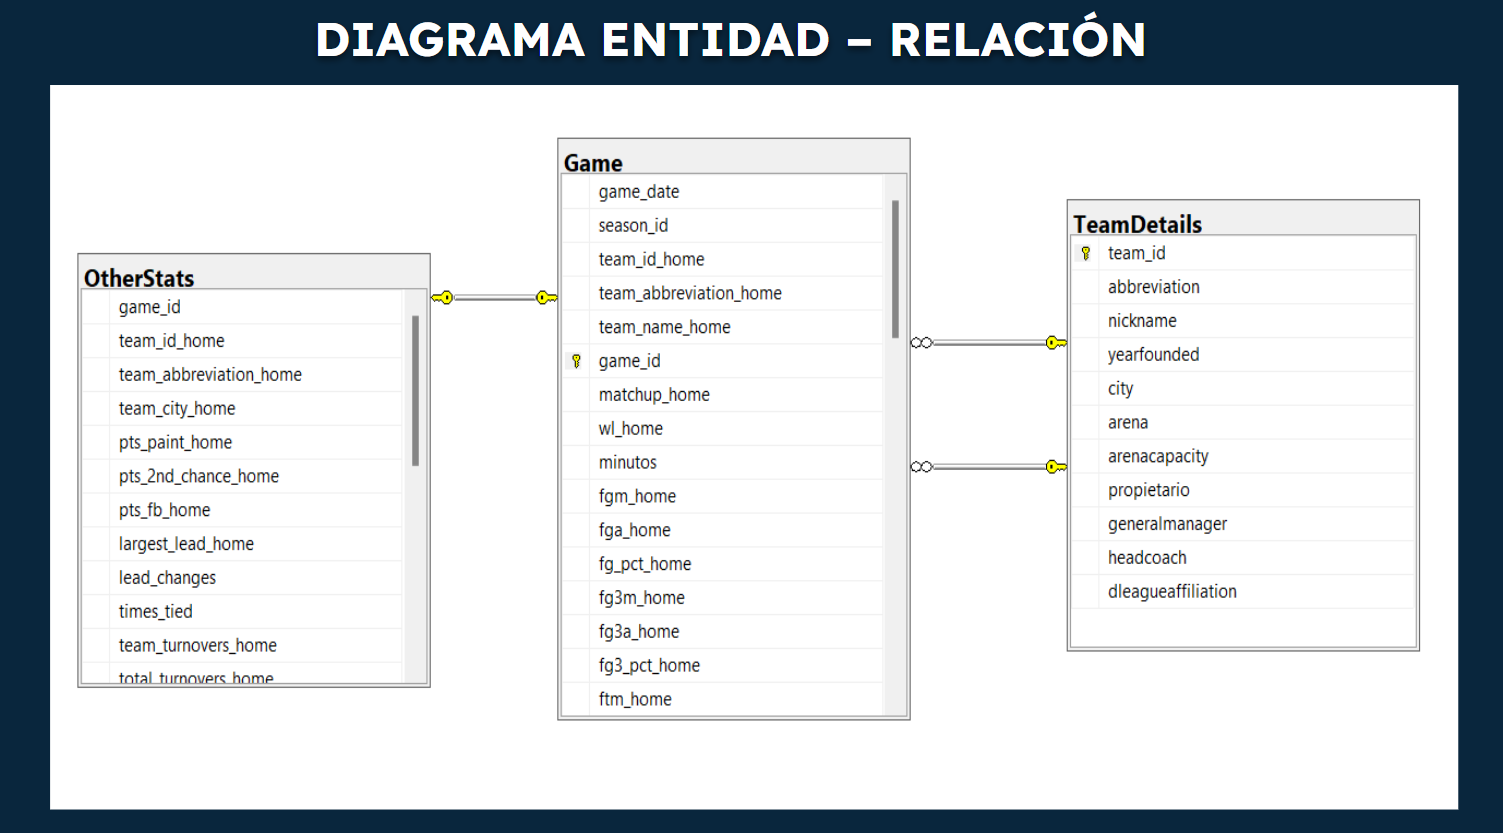 DIAGRAMA ENTIDAD – RELACIÓN
OtherStats
game_id
team_id_home
team_abbreviation_home
team_city_home
pts_paint_home
pts_2nd_chance_home
pts_fb_home
largest_lead_home
lead_changes
times_tied
team_turnovers_home
total_turnovers_home
Game
game_date
season_id
team_id_home
team_abbreviation_home
team_name_home
game_id
matchup_home
wl_home
minutos
fgm_home
fga_home
fg_pct_home
fg3m_home
fg3a_home
fg3_pct_home
ftm_home
TeamDetails
team_id
abbreviation
nickname
yearfounded
city
arena
arenacapacity
propietario
generalmanager
headcoach
dleagueaffiliation